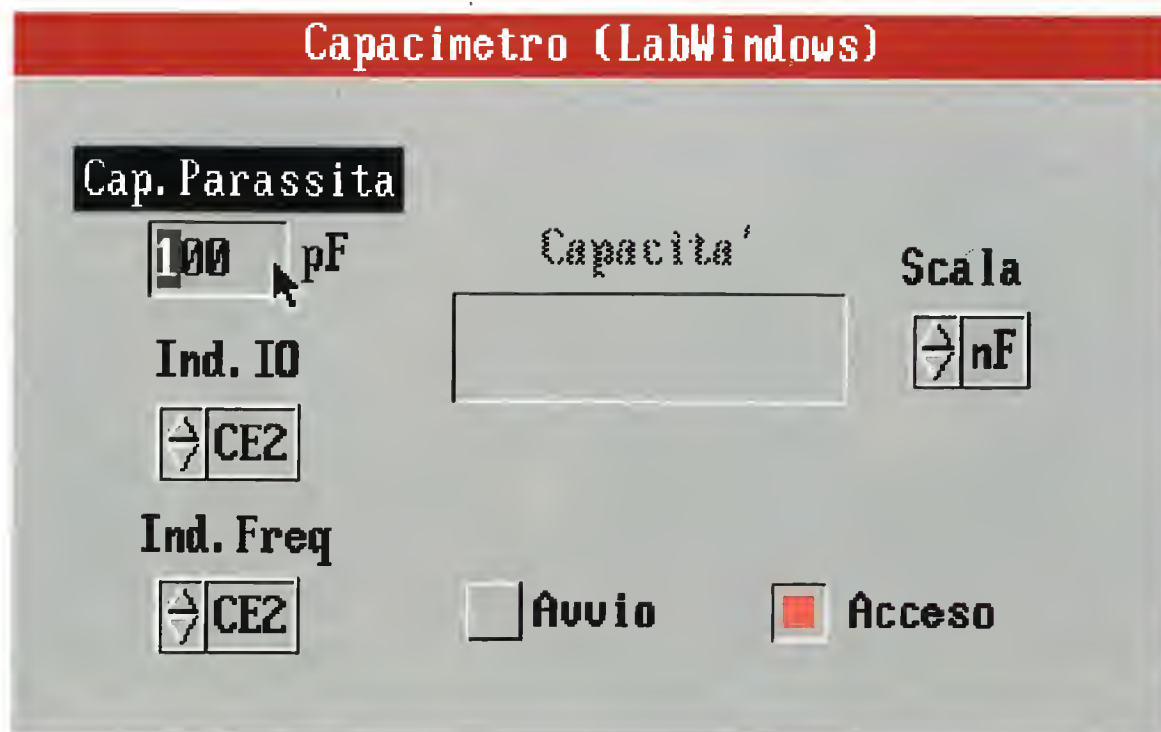 Capacimetro (LabWindows)
Cap. Parassita
100 pF
Capacita'
Scala
nF
Ind. IO
CE2
Ind. Freq
CE2
Avvio
Acceso